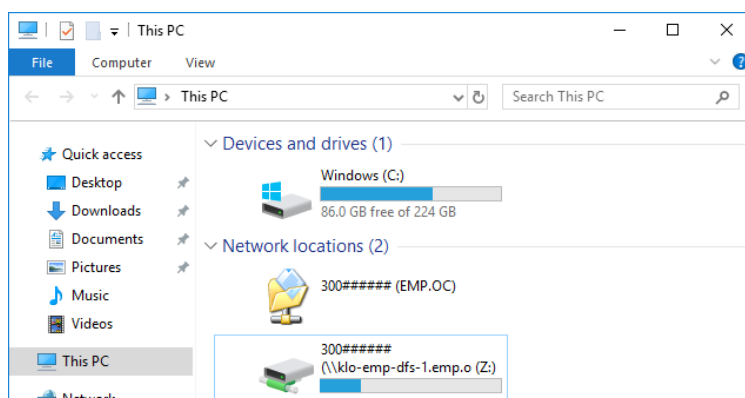 This PC
File Computer View
This PC
Search This PC
Quick access
Desktop
Downloads
Documents
Pictures
Music
Videos
This PC
Network
Devices and drives (1)
Windows (C:)
86.0 GB free of 224 GB
Network locations (2)
300###### (EMP.OC)
300######
(\\klo-emp-dfs-1.emp.o (Z:)